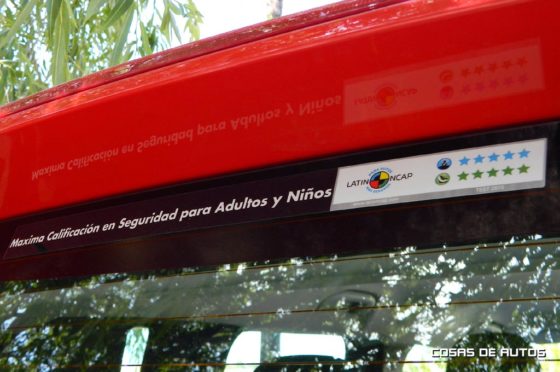 Maxima Calificación en Seguridad para Adultos y Niños
LATIN NCAP
COSAS DE AUTOS